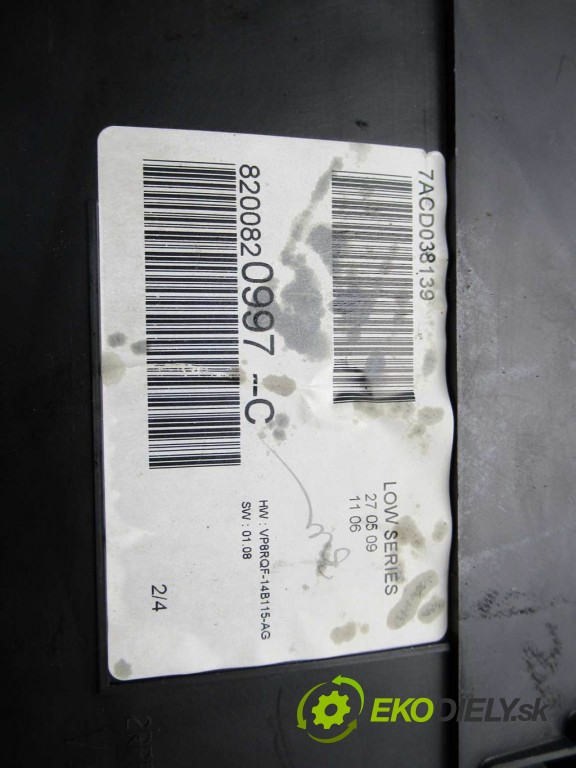 7ACD038139
8200820997 --C
LOW SERIES
27 05 09
11 06
HW : VP8RQF-14B115-AG
SW : 01.08
2/4
EKODIELY.sk